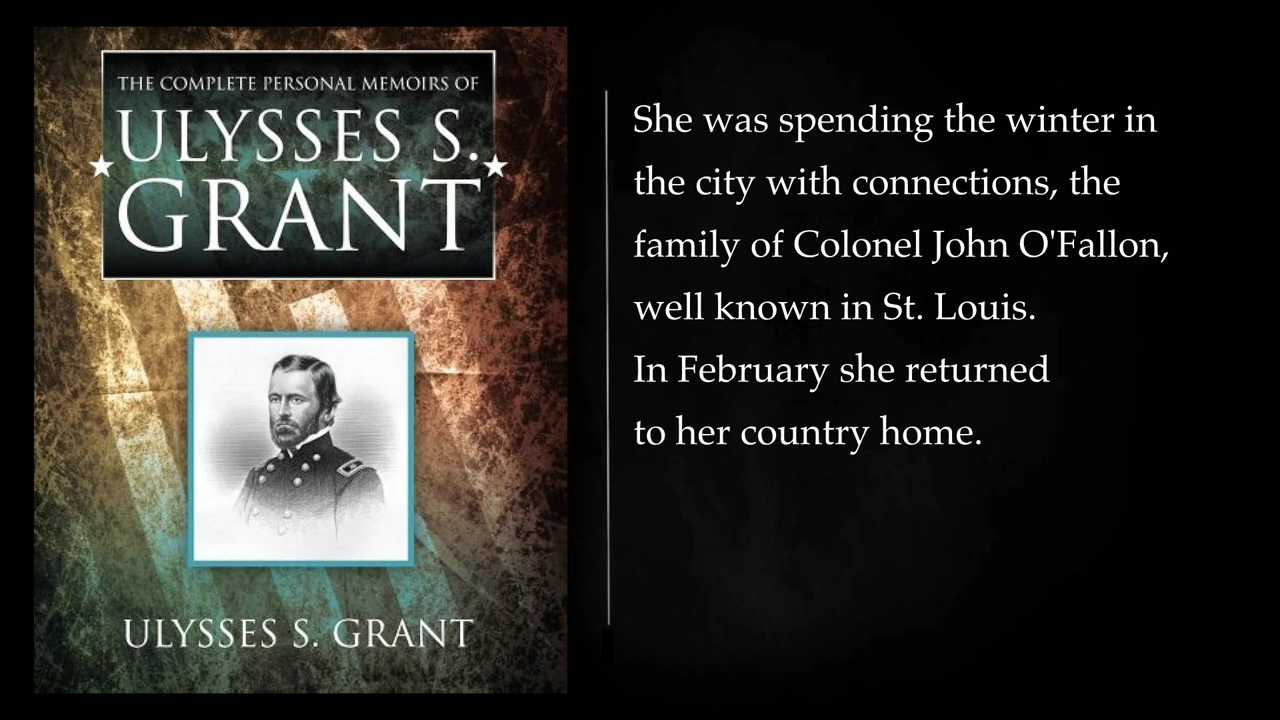 THE COMPLETE PERSONAL MEMOIRS OF
ULYSSES S.
GRANT
ULYSSES S. GRANT
She was spending the winter in
the city with connections, the
family of Colonel John O'Fallon,
well known in St. Louis.
In February she returned
to her country home.